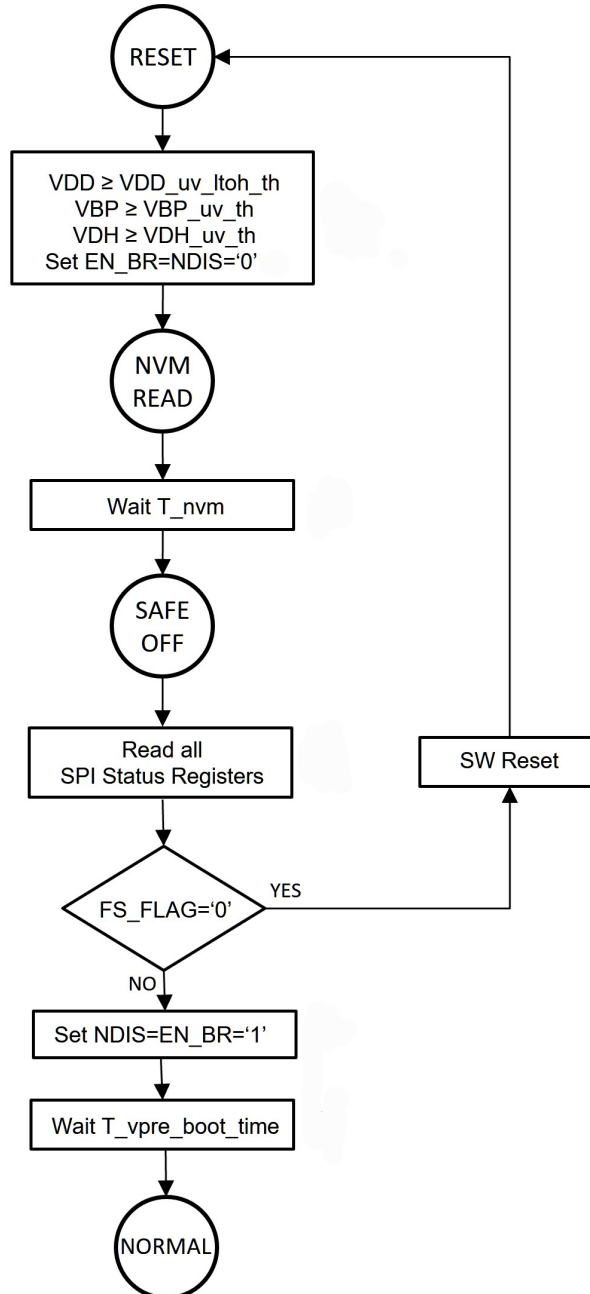 RESET
VDD ≥ VDD_uv_ltoh_th
VBP ≥ VBP_uv_th
VDH ≥ VDH_uv_th
Set EN_BR=NDIS=‘0’
NVM
READ
Wait T_nvm
SAFE
OFF
Read all
SPI Status Registers
SW Reset
FS_FLAG=‘0’
YES
NO
Set NDIS=EN_BR=‘1’
Wait T_vpre_boot_time
NORMAL